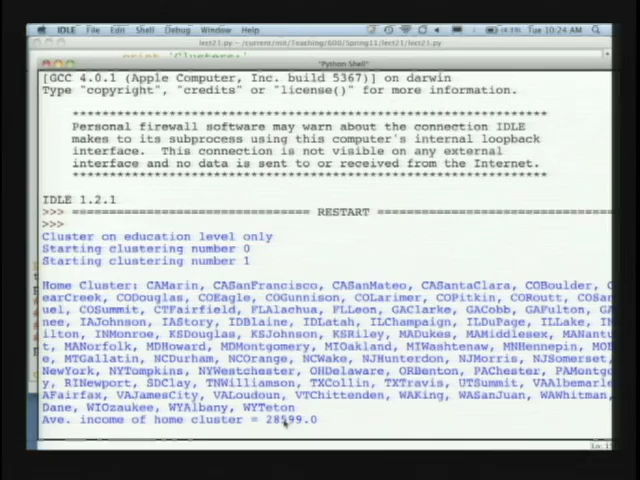 IDLE File Edit Shell Debug Window Help Tue 10:24 AM
lect21.py - /current/mit/Teaching/600/Spring11/lect21/lect21.py
print 'Clusters:'
*Python Shell*
[GCC 4.0.1 (Apple Computer, Inc. build 5367)] on darwin
Type "copyright", "credits" or "license()" for more information.
****************************************************************
Personal firewall software may warn about the connection IDLE
makes to its subprocess using this computer's internal loopback
interface. This connection is not visible on any external
interface and no data is sent to or received from the Internet.
****************************************************************
IDLE 1.2.1
>>> ================================ RESTART ================================
>>>
Cluster on education level only
Starting clustering number 0
Starting clustering number 1
Home Cluster: CAMarin, CASanFrancisco, CASanMateo, CASantaClara, COBoulder,
earCreek, CODouglas, COEagle, COGunnison, COLarimer, COPitkin, CORoutt, COSan
uel, COSummit, CTFairfield, FLAlachua, FLLeon, GAClarke, GACobb, GAFulton,
nee, IAJohnson, IAStory, IDBlaine, IDLatah, ILChampaign, ILDuPage, ILLake, IN
ilton, INMonroe, KSDouglas, KSJohnson, KSRiley, MADukes, MAMiddlesex, MANantu
t, MANorfolk, MDHoward, MDMontgomery, MIOakland, MIWashtenaw, MNHennepin,
, MTGallatin, NCDurham, NCOrange, NCWake, NJHunterdon, NJMorris, NJSomerset,
NewYork, NYTompkins, NYWestchester, OHDelaware, ORBenton, PAChester, PAMontgo
y, RINewport, SDClay, TNWilliamson, TXCollin, TXTravis, UTSummit, VAAlbemarle
AFairfax, VAJamesCity, VALoudoun, VTChittenden, WAKing, WASanJuan, WAWhitman,
Dane, WIOzaukee, WYAlbany, WYTeton
Ave. income of home cluster = 28599.0